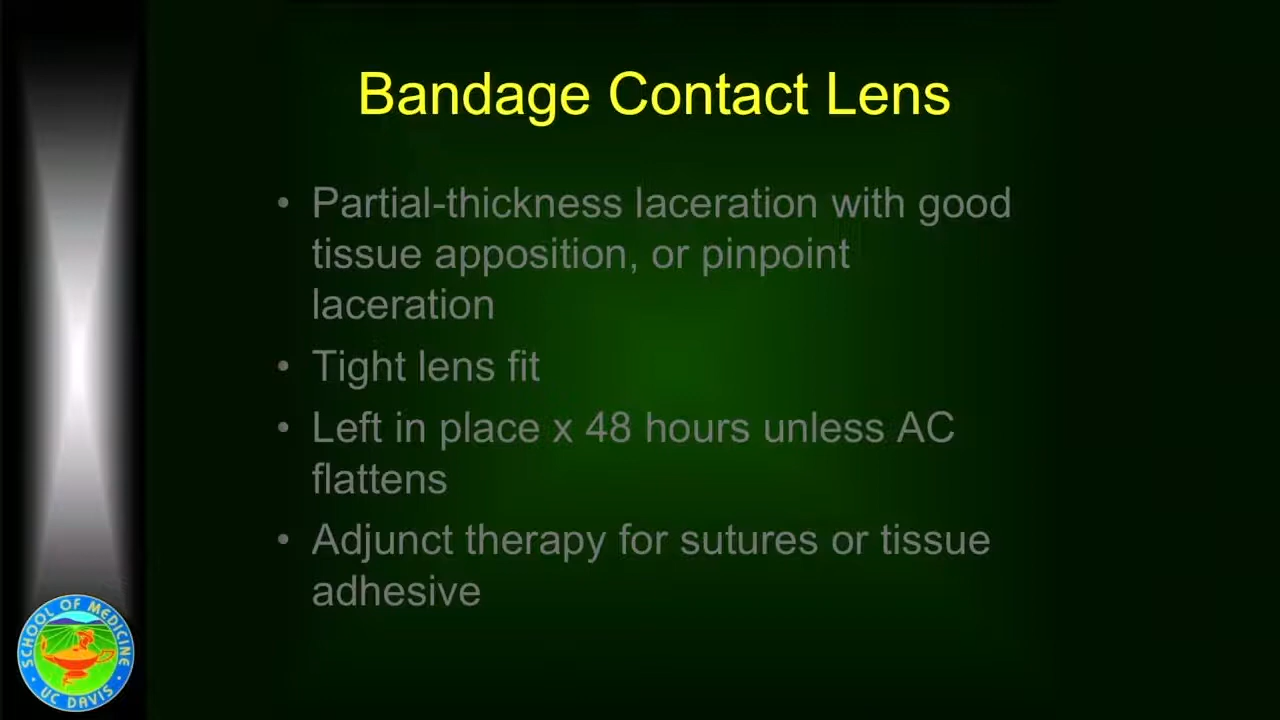 Bandage Contact Lens
• Partial-thickness laceration with good
tissue apposition, or pinpoint
laceration
• Tight lens fit
• Left in place x 48 hours unless AC
flattens
• Adjunct therapy for sutures or tissue
adhesive
SCHOOL OF MEDICINE
UC DAVIS